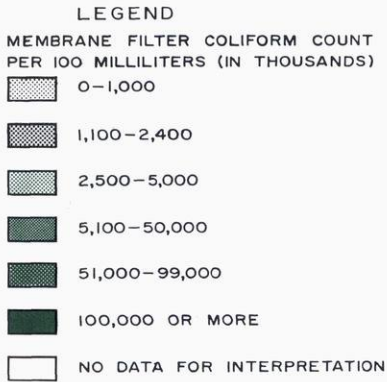 LEGEND
MEMBRANE FILTER COLIFORM COUNT
PER 100 MILLILITERS (IN THOUSANDS)
0–1,000
1,100–2,400
2,500–5,000
5,100–50,000
51,000–99,000
100,000 OR MORE
NO DATA FOR INTERPRETATION